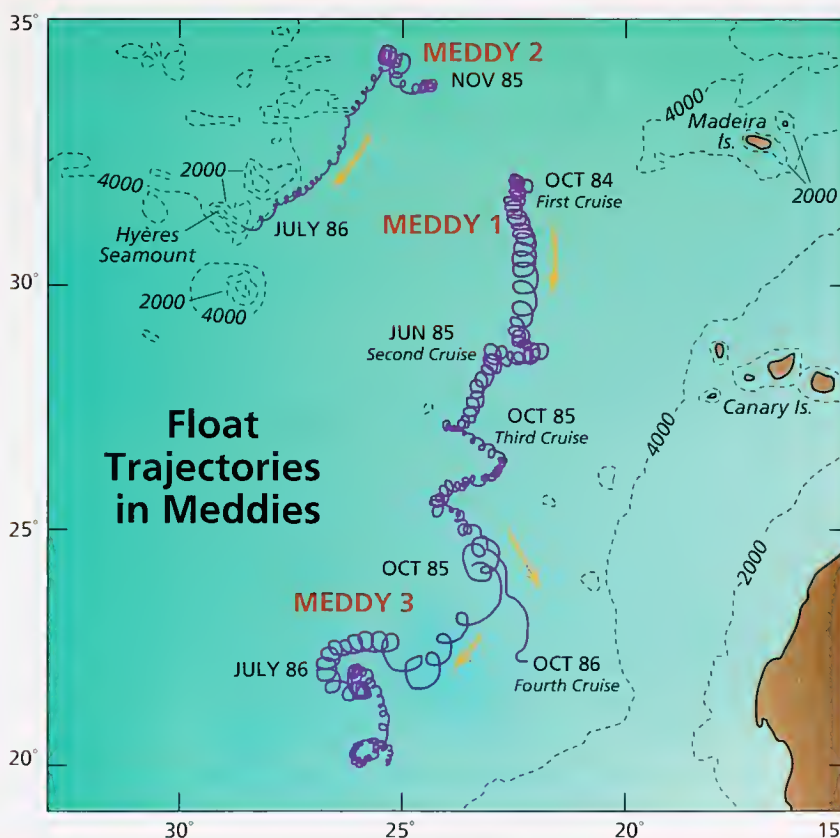 35°
MEDDY 2
NOV 85
4000
Madeira
Is.
2000
4000
2000
OCT 84
First Cruise
MEDDY 1
JULY 86
Hyères
Seamount
30°
2000
4000
JUN 85
Second Cruise
Canary Is.
OCT 85
Third Cruise
4000
Float
Trajectories
in Meddies
25°
2000
OCT 85
MEDDY 3
JULY 86
OCT 86
Fourth Cruise
20°
30°
25°
20°
15